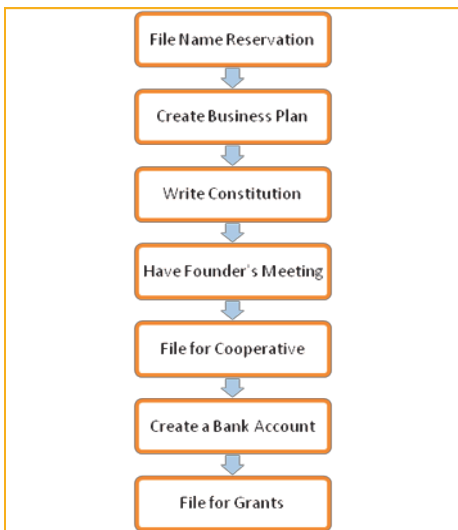 File Name Reservation
Create Business Plan
Write Constitution
Have Founder's Meeting
File for Cooperative
Create a Bank Account
File for Grants